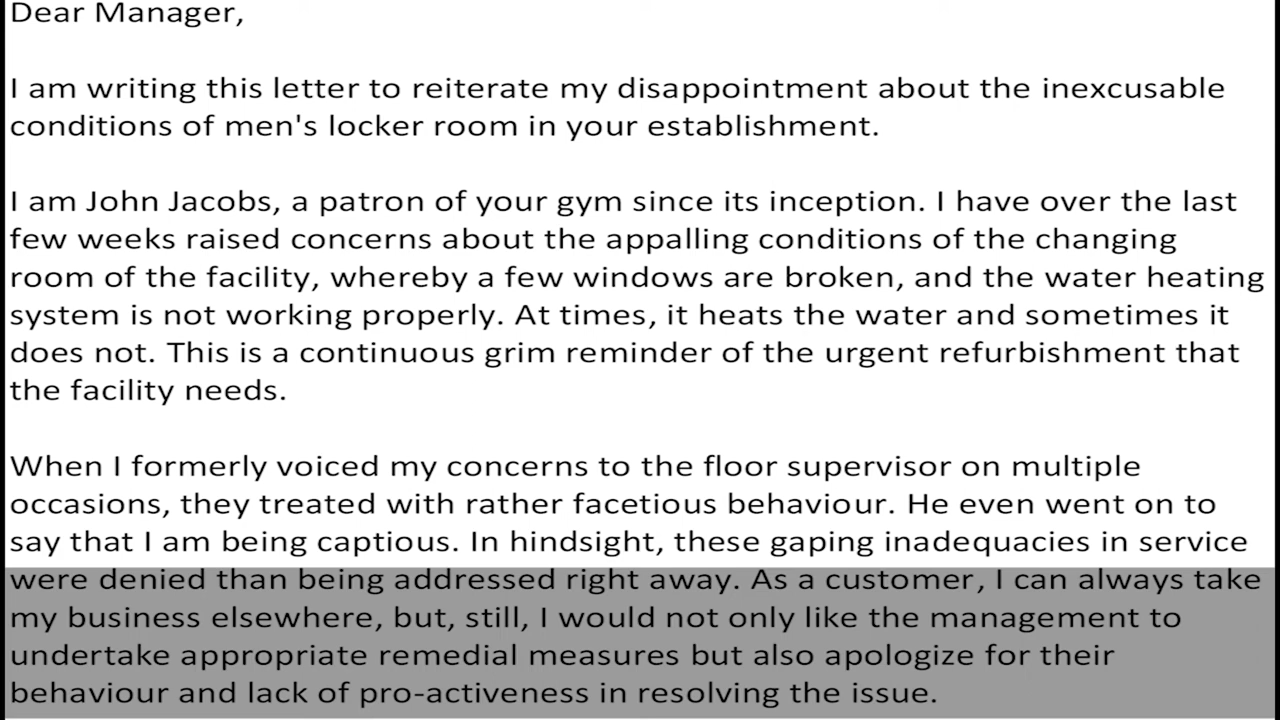 Dear Manager,
I am writing this letter to reiterate my disappointment about the inexcusable
conditions of men's locker room in your establishment.
I am John Jacobs, a patron of your gym since its inception. I have over the last
few weeks raised concerns about the appalling conditions of the changing
room of the facility, whereby a few windows are broken, and the water heating
system is not working properly. At times, it heats the water and sometimes it
does not. This is a continuous grim reminder of the urgent refurbishment that
the facility needs.
When I formerly voiced my concerns to the floor supervisor on multiple
occasions, they treated with rather facetious behaviour. He even went on to
say that I am being captious. In hindsight, these gaping inadequacies in service
were denied than being addressed right away. As a customer, I can always take
my business elsewhere, but, still, I would not only like the management to
undertake appropriate remedial measures but also apologize for their
behaviour and lack of pro-activeness in resolving the issue.